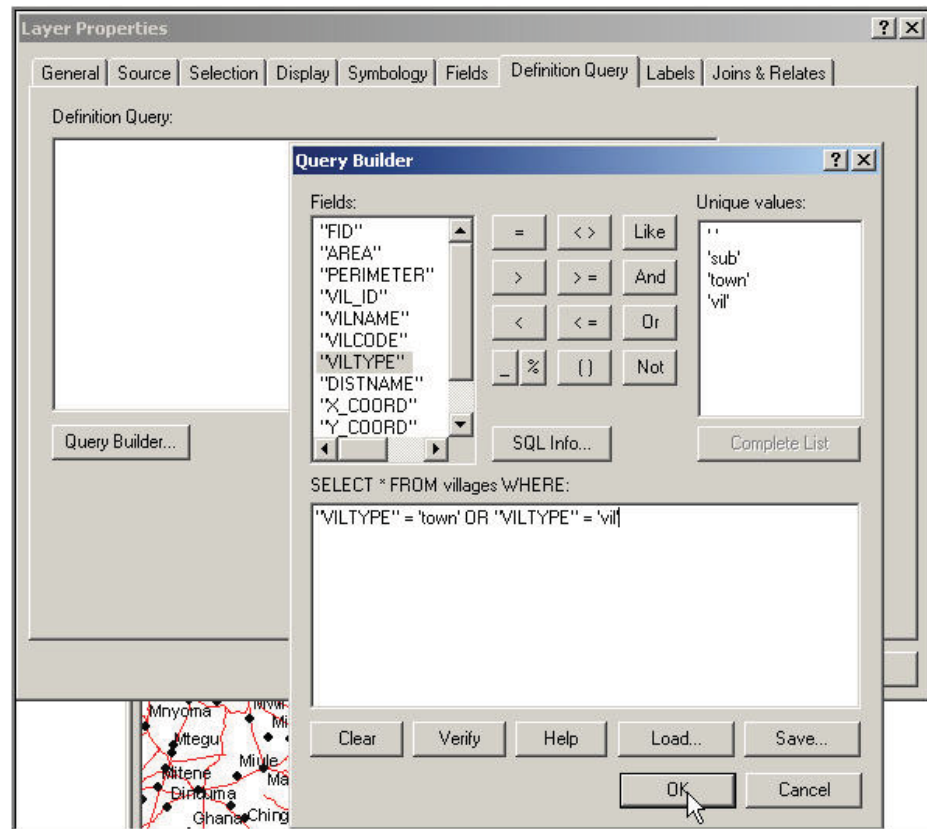 Layer Properties
? X
General Source Selection Display Symbology Fields Definition Query Labels Joins & Relates
Definition Query:
Query Builder...
Query Builder
? X
Fields:
"FID"
"AREA"
"PERIMETER"
"VIL_ID"
"VILNAME"
"VILCODE"
"VILTYPE"
"DISTNAME"
"X_COORD"
"Y_COORD"
= <> Like
> >= And
< <= Or
_ % () Not
SQL Info...
Unique values:
' '
'sub'
'town'
'vil'
Complete List
SELECT * FROM villages WHERE:
"VILTYPE" = 'town' OR "VILTYPE" = 'vil'
Clear Verify Help Load... Save...
OK Cancel
Mnyoma
Mtegu
Mitene
Miule
Ma
Dinduma
Ghana
Ching